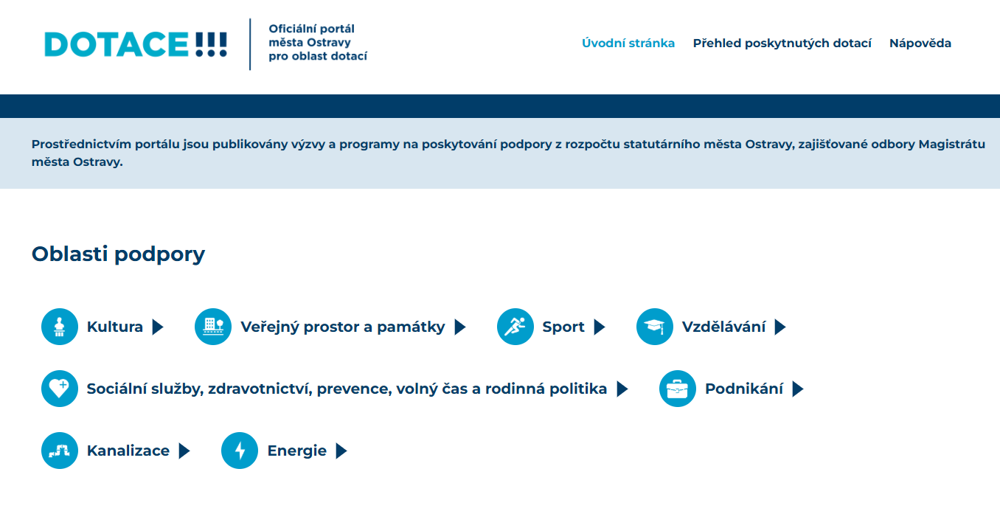 DOTACE!!!
Oficiální portál
města Ostravy
pro oblast dotací
Úvodní stránka Přehled poskytnutých dotací Nápověda
Prostřednictvím portálu jsou publikovány výzvy a programy na poskytování podpory z rozpočtu statutárního města Ostravy, zajišťované odbory Magistrátu
města Ostravy.
Oblasti podpory
Kultura Veřejný prostor a památky Sport Vzdělávání
Sociální služby, zdravotnictví, prevence, volný čas a rodinná politika Podnikání
Kanalizace Energie